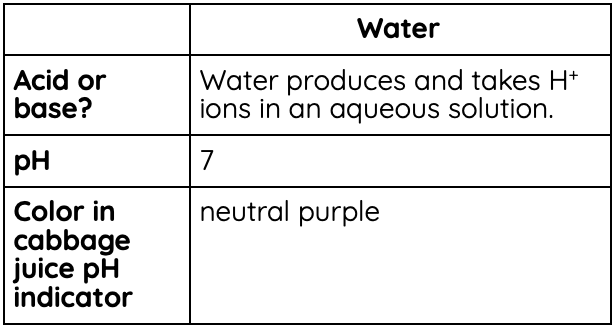 Water
Acid or
base?
Water produces and takes H⁺
ions in an aqueous solution.
pH
7
Color in
cabbage
juice pH
indicator
neutral purple